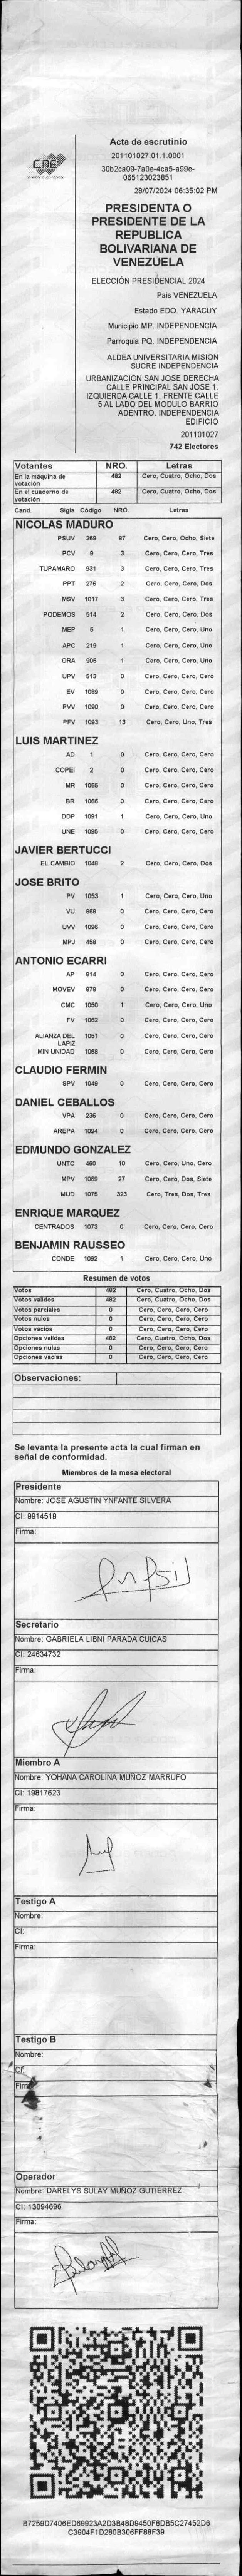 CNE
Acta de escrutinio
201101027.01.1.0001
30b2ca09-7a0e-4ca5-a99e-
065123023851
28/07/2024 06:35:02 PM
PRESIDENTA O
PRESIDENTE DE LA
REPUBLICA
BOLIVARIANA DE
VENEZUELA
ELECCIÓN PRESIDENCIAL 2024
País VENEZUELA
Estado EDO. YARACUY
Municipio MP. INDEPENDENCIA
Parroquia PQ. INDEPENDENCIA
ALDEA UNIVERSITARIA MISION
SUCRE INDEPENDENCIA
URBANIZACION SAN JOSE DERECHA
CALLE PRINCIPAL SAN JOSE 1
IZQUIERDA CALLE 1. FRENTE CALLE
5 AL LADO DEL MODULO BARRIO
ADENTRO. INDEPENDENCIA
EDIFICIO
201101027
742 Electores
Votantes NRO. Letras
En la máquina de votación 482 Cero, Cuatro, Ocho, Dos
En el cuaderno de votación 482 Cero, Cuatro, Ocho, Dos
Cand. Sigla Código NRO. Letras
NICOLAS MADURO
PSUV 269 87 Cero, Cero, Ocho, Siete
PCV 9 3 Cero, Cero, Cero, Tres
TUPAMARO 931 3 Cero, Cero, Cero, Tres
PPT 276 2 Cero, Cero, Cero, Dos
MSV 1017 3 Cero, Cero, Cero, Tres
PODEMOS 514 2 Cero, Cero, Cero, Dos
MEP 6 1 Cero, Cero, Cero, Uno
APC 219 1 Cero, Cero, Cero, Uno
ORA 906 1 Cero, Cero, Cero, Uno
UPV 513 0 Cero, Cero, Cero, Cero
EV 1089 0 Cero, Cero, Cero, Cero
PVV 1090 0 Cero, Cero, Cero, Cero
PFV 1093 13 Cero, Cero, Uno, Tres
LUIS MARTINEZ
AD 1 0 Cero, Cero, Cero, Cero
COPEI 2 0 Cero, Cero, Cero, Cero
MR 1065 0 Cero, Cero, Cero, Cero
BR 1066 0 Cero, Cero, Cero, Cero
DDP 1091 1 Cero, Cero, Cero, Uno
UNE 1095 0 Cero, Cero, Cero, Cero
JAVIER BERTUCCI
EL CAMBIO 1048 2 Cero, Cero, Cero, Dos
JOSE BRITO
PV 1053 1 Cero, Cero, Cero, Uno
VU 968 0 Cero, Cero, Cero, Cero
UVV 1096 0 Cero, Cero, Cero, Cero
MPJ 458 0 Cero, Cero, Cero, Cero
ANTONIO ECARRI
AP 814 0 Cero, Cero, Cero, Cero
MOVEV 878 0 Cero, Cero, Cero, Cero
CMC 1050 1 Cero, Cero, Cero, Uno
FV 1062 0 Cero, Cero, Cero, Cero
ALIANZA DEL LAPIZ 1051 0 Cero, Cero, Cero, Cero
MIN UNIDAD 1068 0 Cero, Cero, Cero, Cero
CLAUDIO FERMIN
SPV 1049 0 Cero, Cero, Cero, Cero
DANIEL CEBALLOS
VPA 236 0 Cero, Cero, Cero, Cero
AREPA 1094 0 Cero, Cero, Cero, Cero
EDMUNDO GONZALEZ
UNTC 460 10 Cero, Cero, Uno, Cero
MPV 1069 27 Cero, Cero, Dos, Siete
MUD 1075 323 Cero, Tres, Dos, Tres
ENRIQUE MARQUEZ
CENTRADOS 1073 0 Cero, Cero, Cero, Cero
BENJAMIN RAUSSEO
CONDE 1092 1 Cero, Cero, Cero, Uno
Resumen de votos
Votos 482 Cero, Cuatro, Ocho, Dos
Votos validos 482 Cero, Cuatro, Ocho, Dos
Votos parciales 0 Cero, Cero, Cero, Cero
Votos nulos 0 Cero, Cero, Cero, Cero
Votos vacios 0 Cero, Cero, Cero, Cero
Opciones validas 482 Cero, Cuatro, Ocho, Dos
Opciones nulas 0 Cero, Cero, Cero, Cero
Opciones vacias 0 Cero, Cero, Cero, Cero
Observaciones:
Se levanta la presente acta la cual firman en
señal de conformidad.
Miembros de la mesa electoral
Presidente
Nombre: JOSE AGUSTIN YNFANTE SILVERA
CI: 9914519
Firma:
Secretario
Nombre: GABRIELA LIBNI PARADA CUICAS
CI: 24634732
Firma:
Miembro A
Nombre: YOHANA CAROLINA MUÑOZ MARRUFO
CI: 19817623
Firma:
Testigo A
Nombre:
CI:
Firma:
Testigo B
Nombre:
CI:
Firma:
Operador
Nombre: DARELYS SULAY MUÑOZ GUTIERREZ
CI: 13094696
Firma:
B7259D7406ED69923A2D3B48D9450F8DB5C27452D6
C3904F1D280B306FF88F39